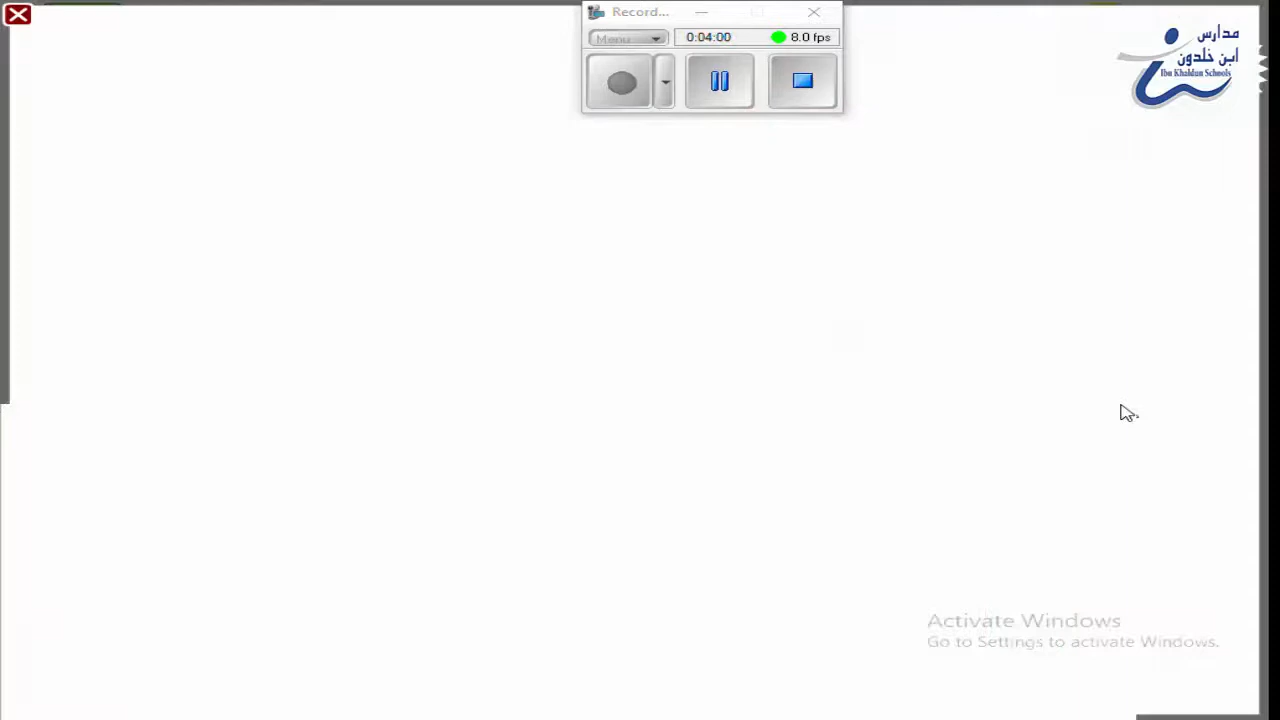 Record...
Menu
0:04:00
8.0 fps
مدارس
ابن خلدون
Ibn Khaldun Schools
Activate Windows
Go to Settings to activate Windows.